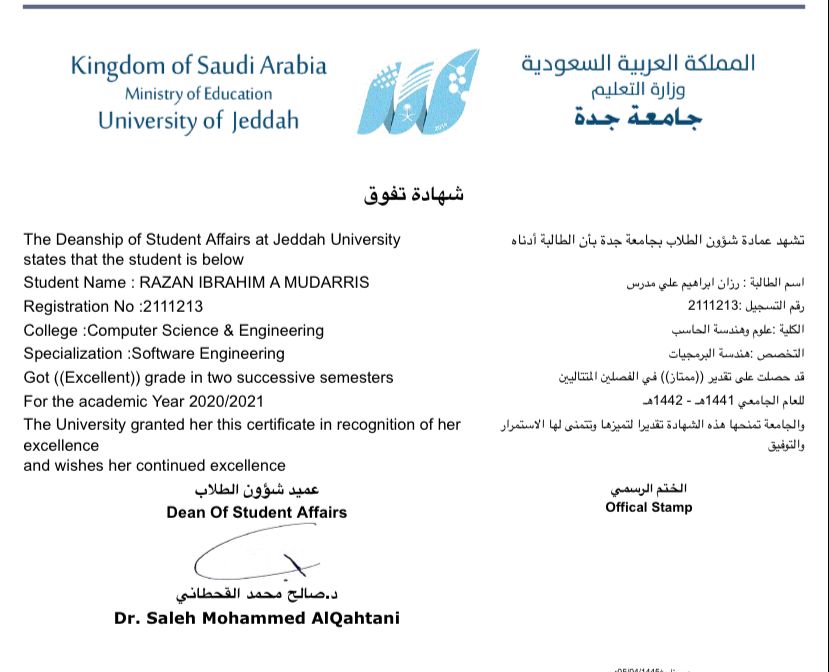 Kingdom of Saudi Arabia
Ministry of Education
University of Jeddah
المملكة العربية السعودية
وزارة التعليم
جامعة جدة
2014
شهادة تفوق
The Deanship of Student Affairs at Jeddah University
states that the student is below
Student Name : RAZAN IBRAHIM A MUDARRIS
Registration No :2111213
College :Computer Science & Engineering
Specialization :Software Engineering
Got ((Excellent)) grade in two successive semesters
For the academic Year 2020/2021
The University granted her this certificate in recognition of her
excellence
and wishes her continued excellence
تشهد عمادة شؤون الطلاب بجامعة جدة بأن الطالبة أدناه
اسم الطالبة : رزان ابراهيم علي مدرس
رقم التسجيل :2111213
الكلية :علوم وهندسة الحاسب
التخصص :هندسة البرمجيات
قد حصلت على تقدير ((ممتاز)) في الفصلين المتتاليين
للعام الجامعي 1441هـ - 1442هـ
والجامعة تمنحها هذه الشهادة تقديرا لتميزها وتتمنى لها الاستمرار
والتوفيق
عميد شؤون الطلاب
Dean Of Student Affairs
د.صالح محمد القحطاني
Dr. Saleh Mohammed AlQahtani
الختم الرسمي
Offical Stamp